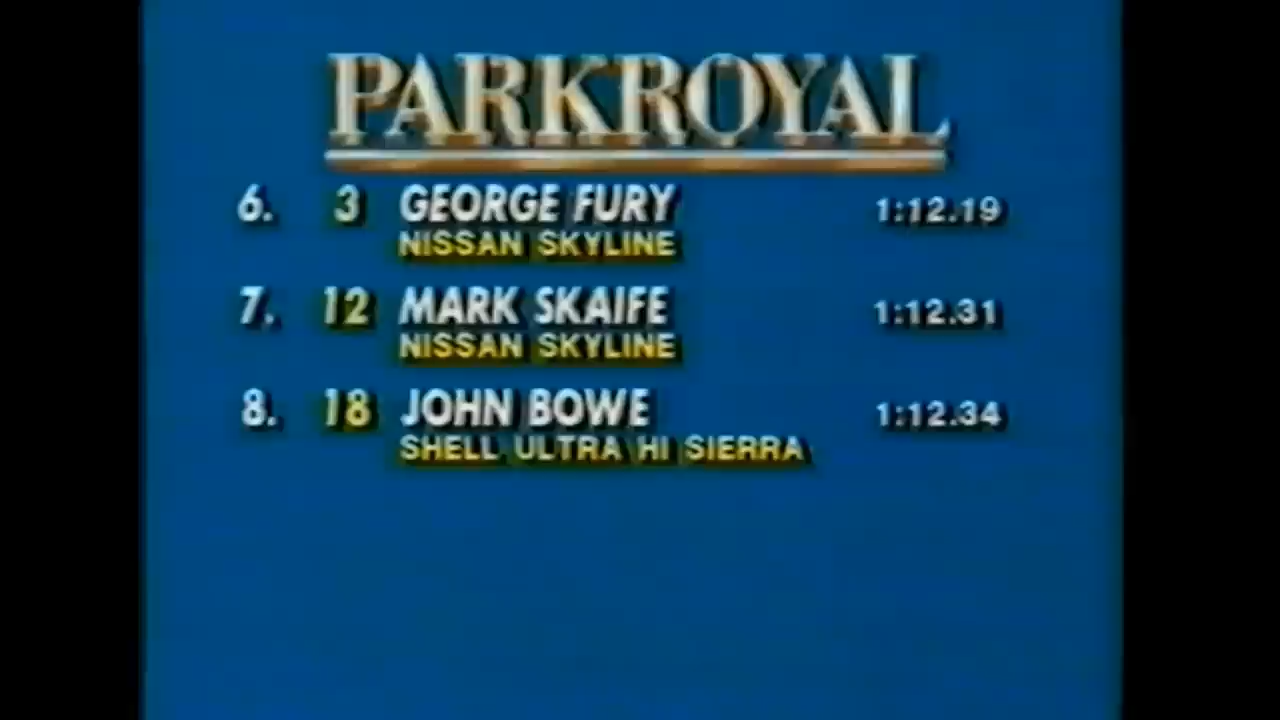 PARKROYAL
6. 3 GEORGE FURY 1:12.19
NISSAN SKYLINE
7. 12 MARK SKAIFE 1:12.31
NISSAN SKYLINE
8. 18 JOHN BOWE 1:12.34
SHELL ULTRA HI SIERRA